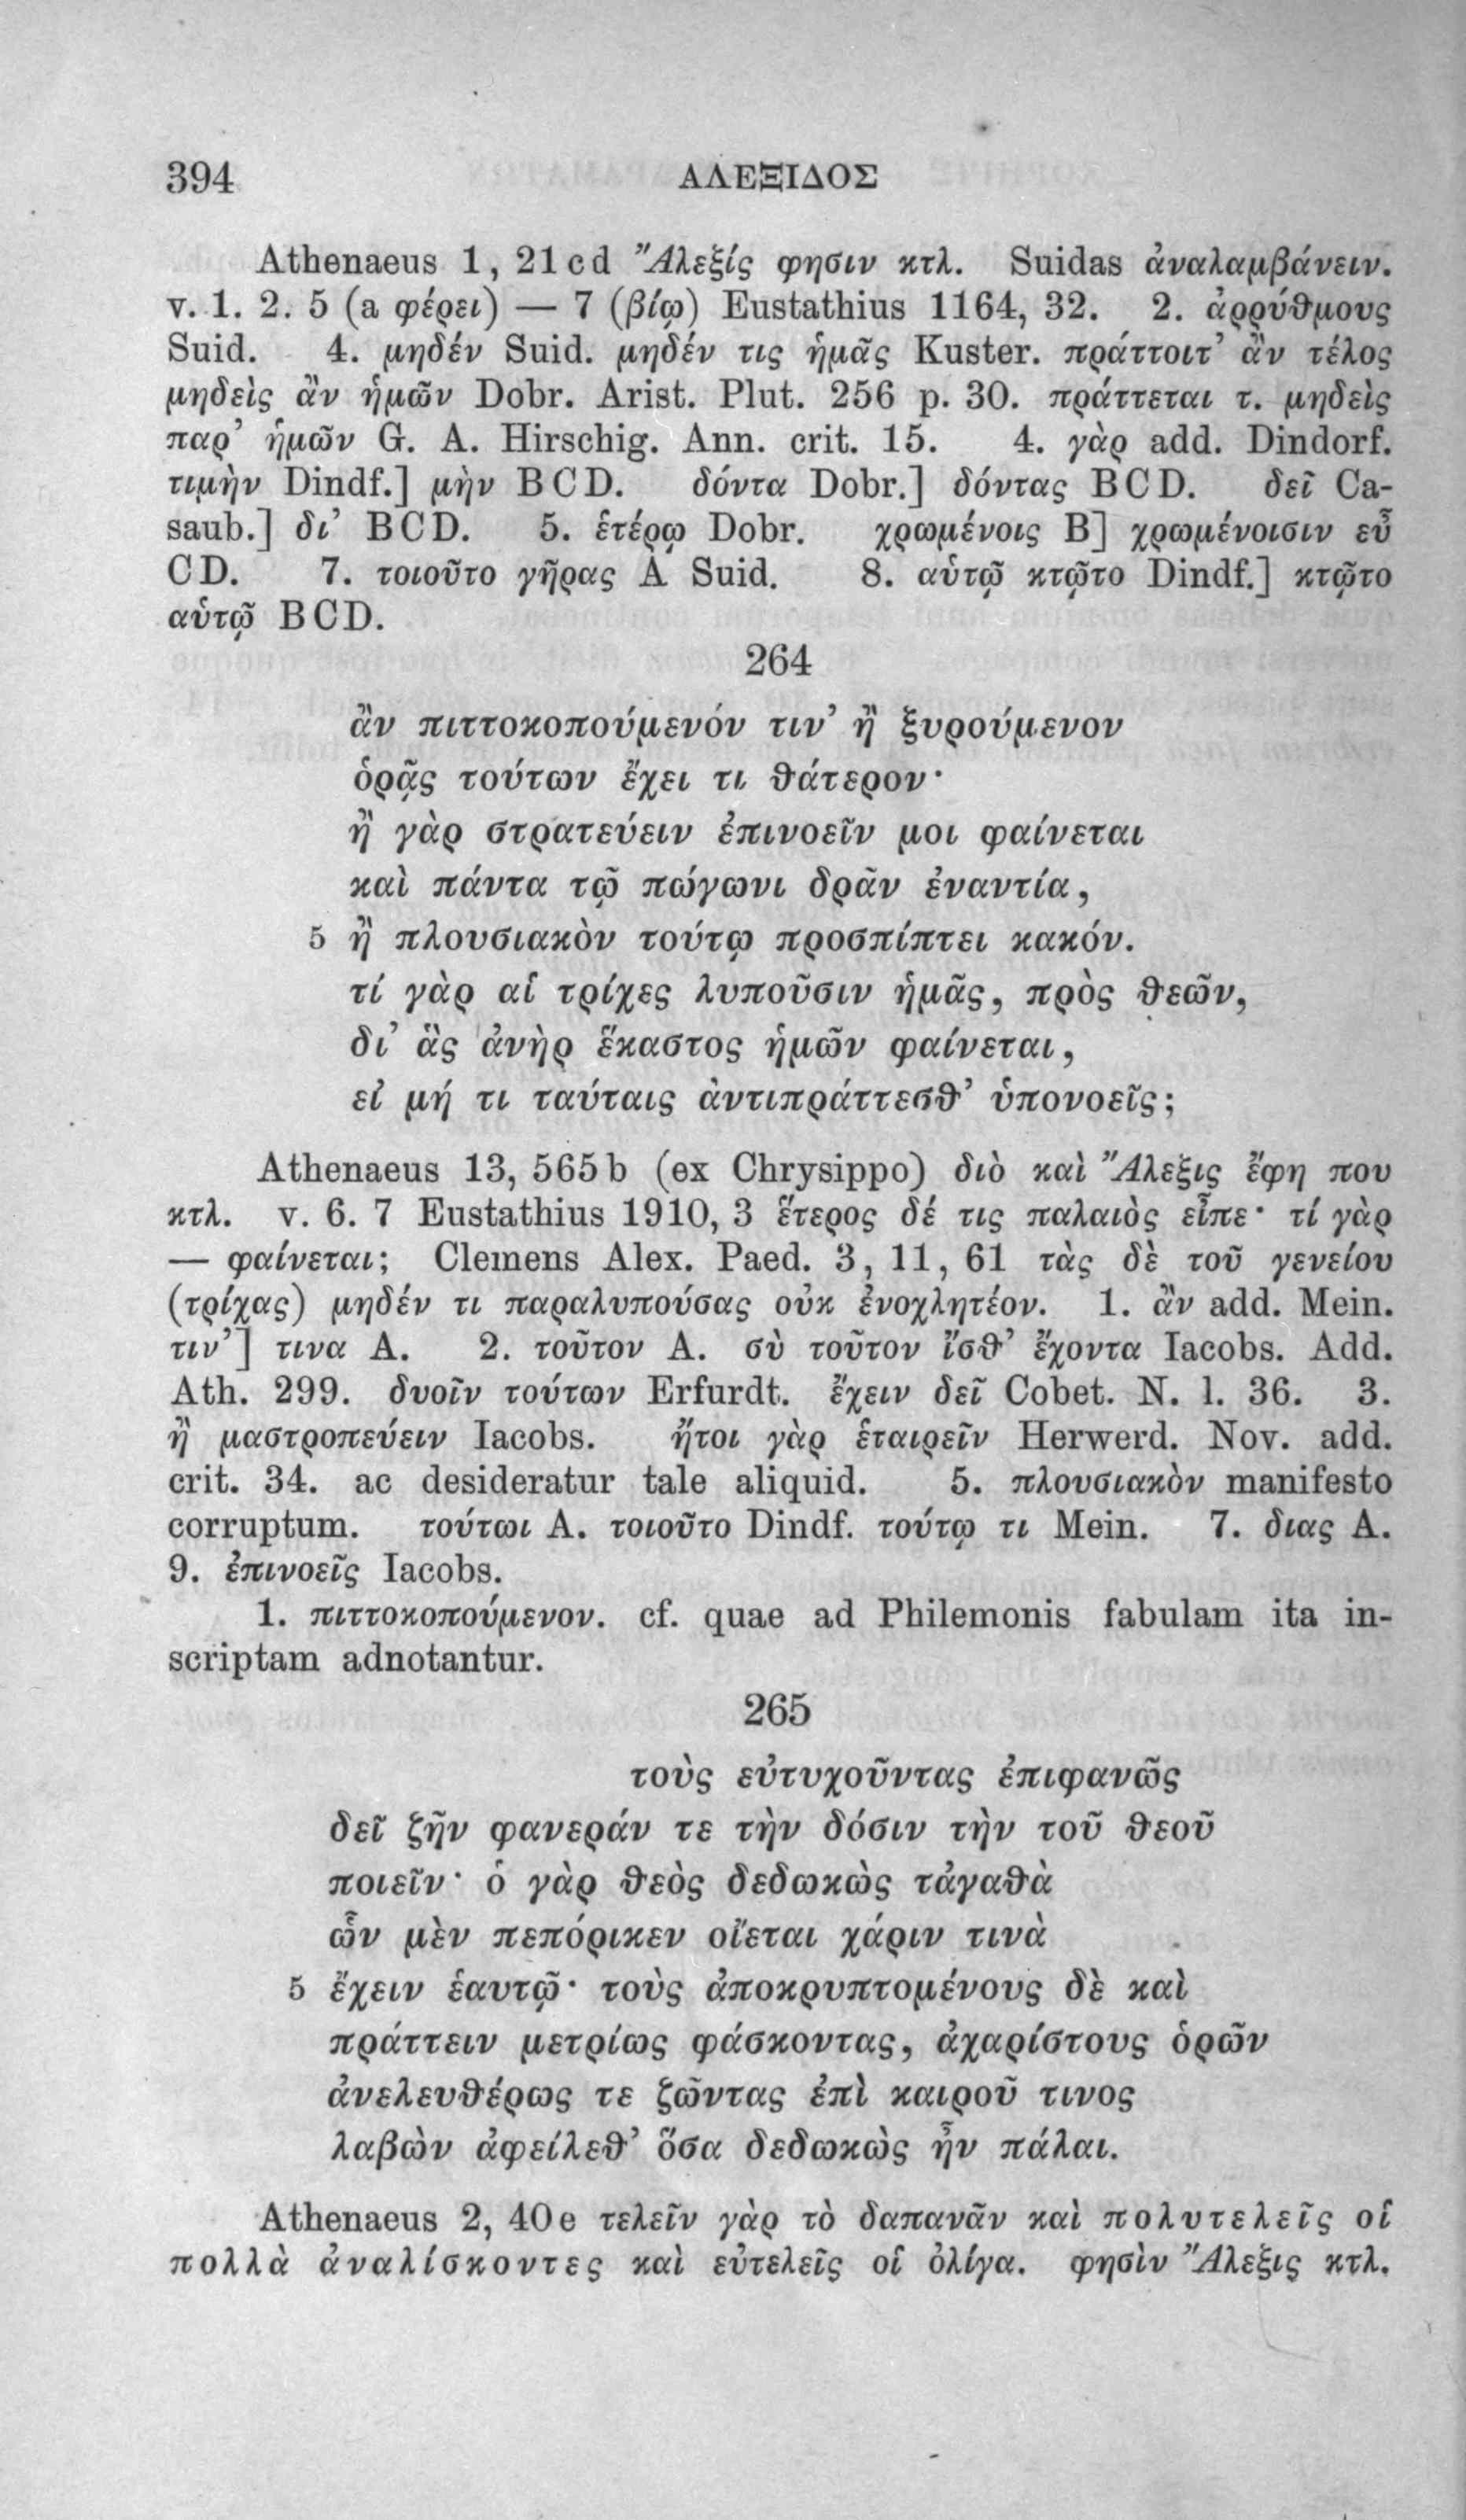 394 ΑΛΕΞΙΔΟΣ
Athenaeus 1, 21cd Ἄλεξίς φησιν κτλ. Suidas ἀναλαμβάνειν.
v. 1. 2. 5 (a φέρει) — 7 (βίῳ) Eustathius 1164, 32. 2. ἀρρύθμους
Suid. 4. μηδέν Suid. μηδέν τις ἡμᾶς Kuster. πράττοιτ’ ἂν τέλος
μηδεὶς ἂν ἡμῶν Dobr. Arist. Plut. 256 p. 30. πράττεται τ. μηδεὶς
παρ’ ἡμῶν G. A. Hirschig. Ann. crit. 15. 4. γὰρ add. Dindorf.
τιμὴν Dindf.] μὴν BCD. δόντα Dobr.] δόντας BCD. δεῖ Ca-
saub.] δι’ BCD. 5. ἑτέρῳ Dobr. χρωμένοις B] χρωμένοισιν εὖ
CD. 7. τοιοῦτο γῆρας A Suid. 8. αὑτῷ κτῷτο Dindf.] κτῷτο
αὑτῷ BCD.
264
ἂν πιττοκοπούμενόν τιν’ ἢ ξυρούμενον
ὁρᾷς τούτων ἔχει τι θάτερον·
ἢ γὰρ στρατεύειν ἐπινοεῖν μοι φαίνεται
καὶ πάντα τῷ πώγωνι δρᾶν ἐναντία,
5 ἢ πλουσιακὸν τούτῳ προσπίπτει κακόν.
τί γὰρ αἱ τρίχες λυποῦσιν ἡμᾶς, πρὸς θεῶν,
δι’ ἃς ἀνὴρ ἕκαστος ἡμῶν φαίνεται,
εἰ μή τι ταύταις ἀντιπράττεσθ’ ὑπονοεῖς;
Athenaeus 13, 565b (ex Chrysippo) διὸ καὶ Ἄλεξις ἔφη που
κτλ. v. 6. 7 Eustathius 1910, 3 ἕτερος δέ τις παλαιὸς εἶπε· τί γὰρ
— φαίνεται; Clemens Alex. Paed. 3, 11, 61 τὰς δὲ τοῦ γενείου
(τρίχας) μηδέν τι παραλυπούσας οὐκ ἐνοχλητέον. 1. ἂν add. Mein.
τιν’] τινα A. 2. τοῦτον A. σὺ τοῦτον ἴσθ’ ἔχοντα Iacobs. Add.
Ath. 299. δυοῖν τούτων Erfurdt. ἔχειν δεῖ Cobet. N. l. 36. 3.
ἢ μαστροπεύειν Iacobs. ἤτοι γὰρ ἑταιρεῖν Herwerd. Nov. add.
crit. 34. ac desideratur tale aliquid. 5. πλουσιακὸν manifesto
corruptum. τούτωι A. τοιοῦτο Dindf. τούτῳ τι Mein. 7. διας A.
9. ἐπινοεῖς Iacobs.
1. πιττοκοπούμενον. cf. quae ad Philemonis fabulam ita in-
scriptam adnotantur.
265
τοὺς εὐτυχοῦντας ἐπιφανῶς
δεῖ ζῆν φανεράν τε τὴν δόσιν τὴν τοῦ θεοῦ
ποιεῖν· ὁ γὰρ θεὸς δεδωκὼς τἀγαθὰ
ὧν μὲν πεπόρικεν οἴεται χάριν τινὰ
5 ἔχειν ἑαυτῷ· τοὺς ἀποκρυπτομένους δὲ καὶ
πράττειν μετρίως φάσκοντας, ἀχαρίστους ὁρῶν
ἀνελευθέρως τε ζῶντας ἐπὶ καιροῦ τινος
λαβὼν ἀφείλεθ’ ὅσα δεδωκὼς ἦν πάλαι.
Athenaeus 2, 40e τελεῖν γὰρ τὸ δαπανᾶν καὶ πολυτελεῖς οἱ
πολλὰ ἀναλίσκοντες καὶ εὐτελεῖς οἱ ὀλίγα. φησὶν Ἄλεξις κτλ.